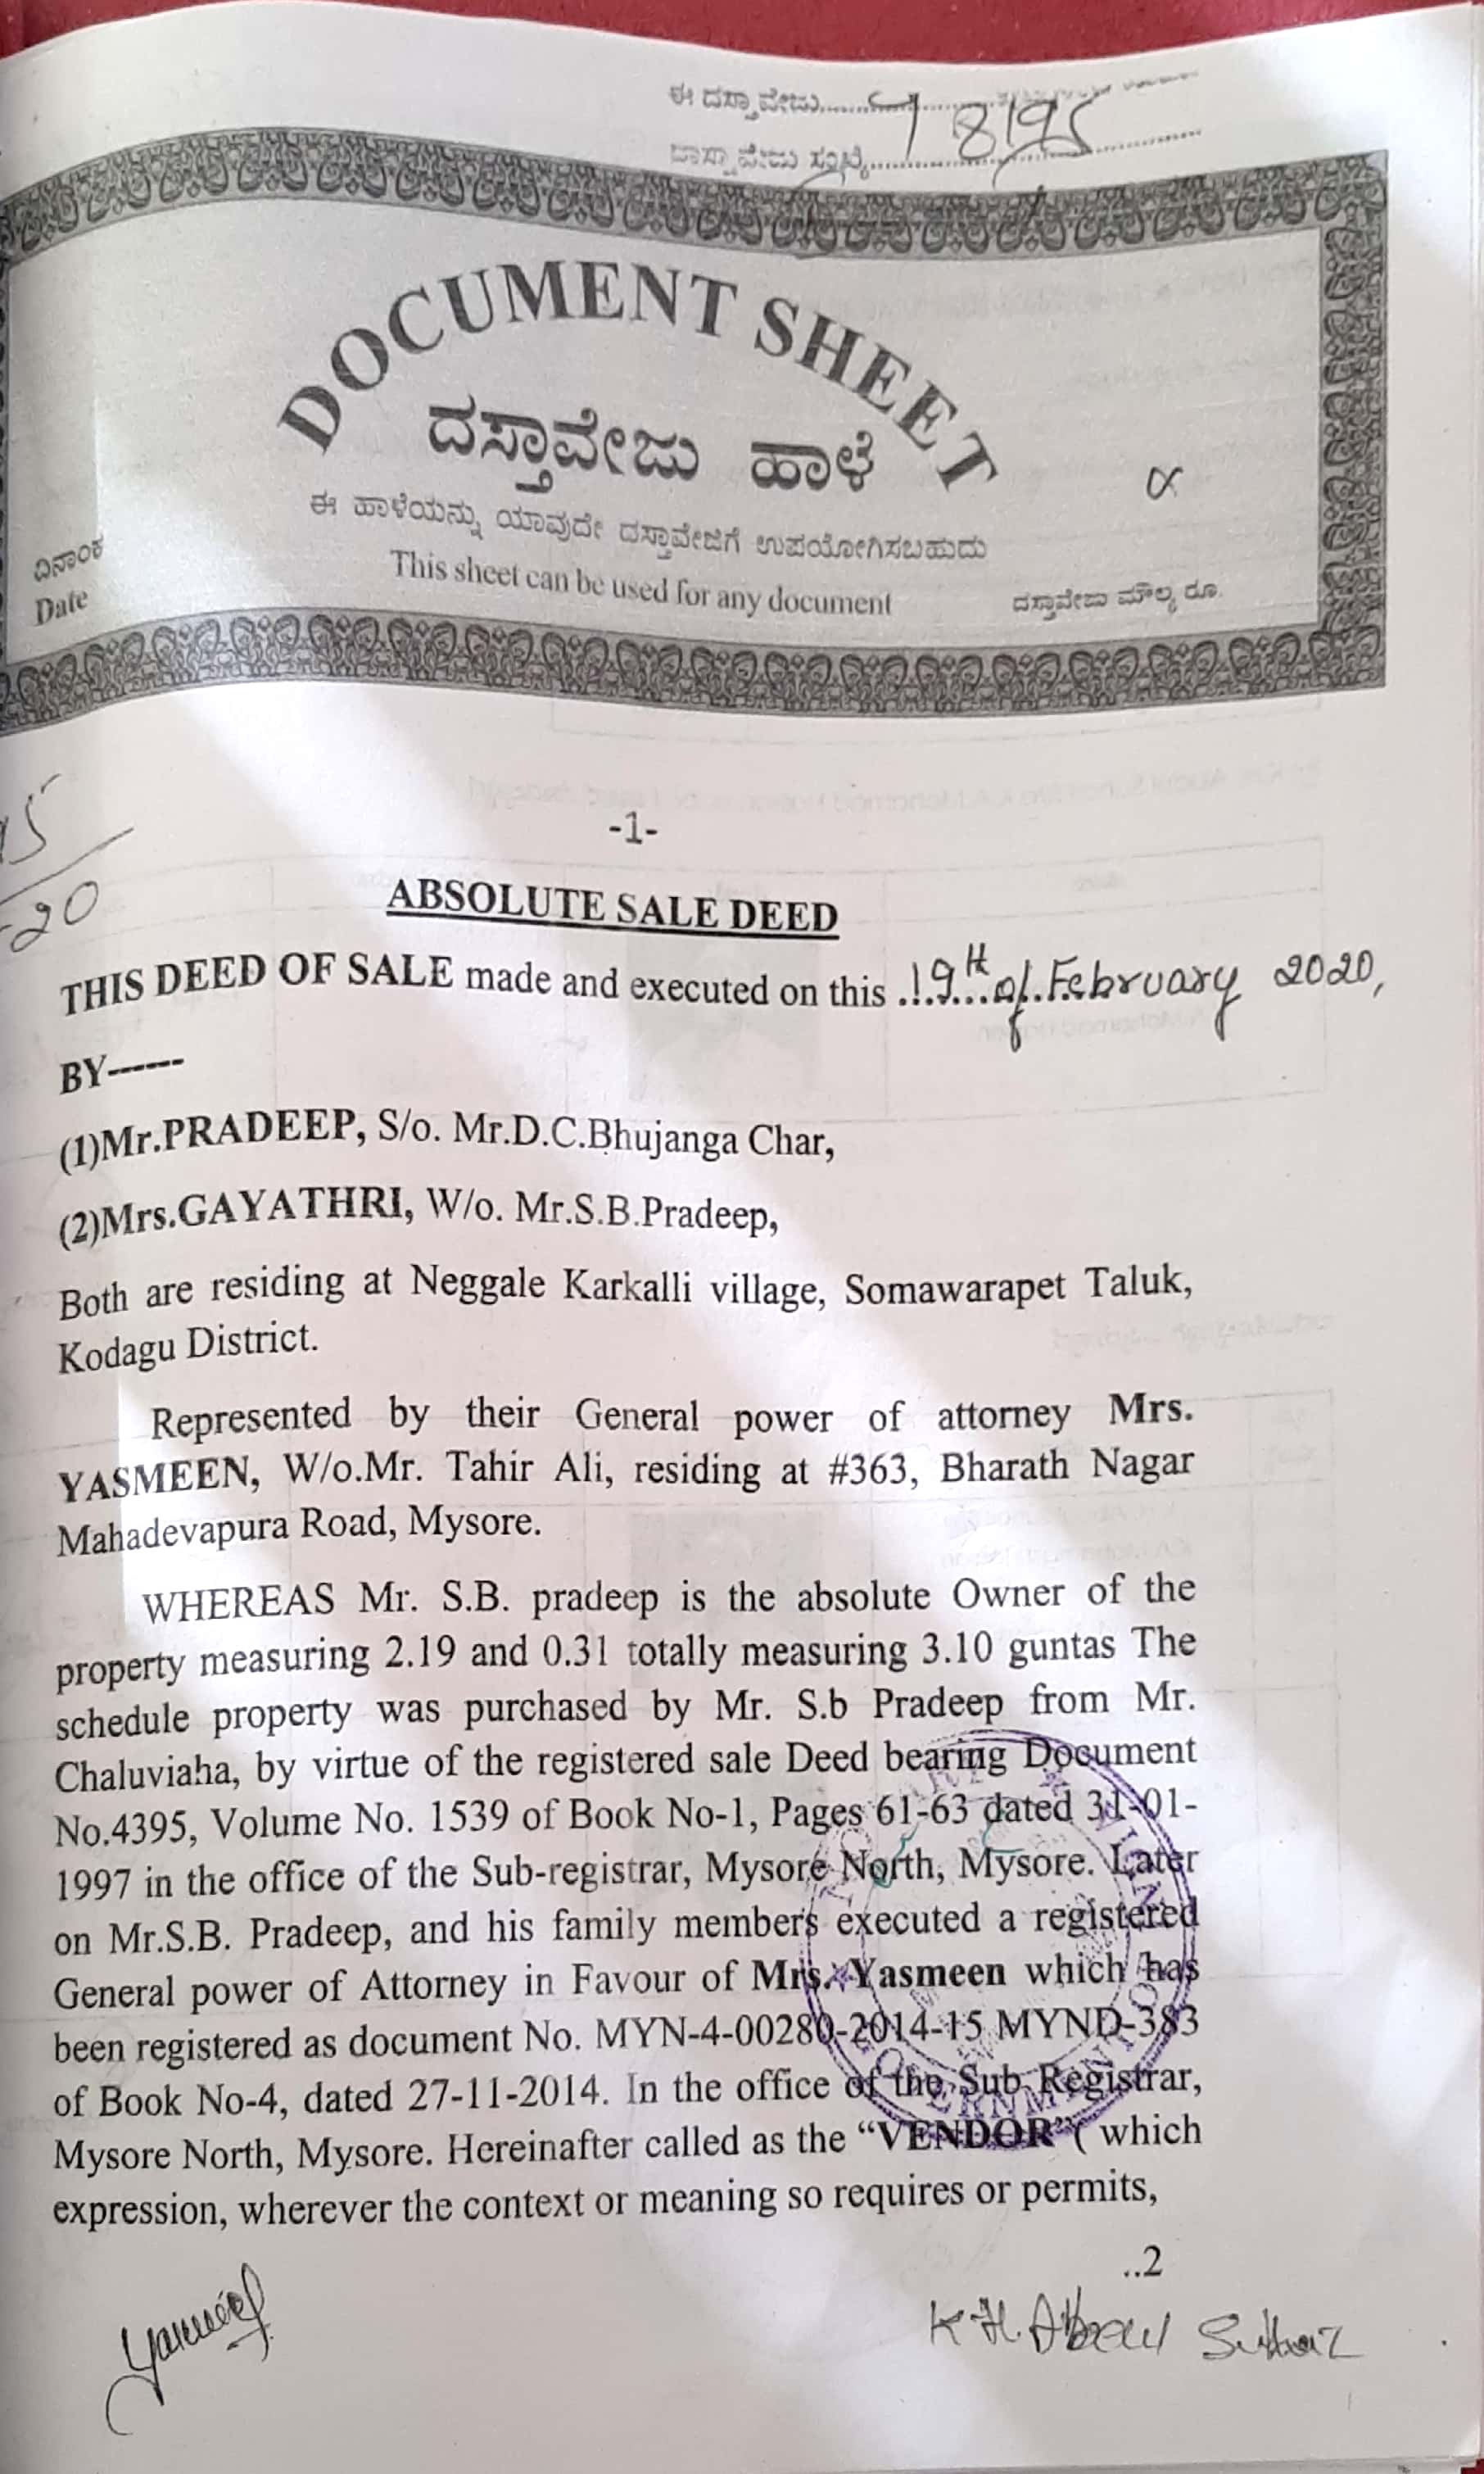 ಈ ದಸ್ತಾವೇಜು
ದಾಸ್ತಾವೇಜು ಸಂಖ್ಯೆ 8195
DOCUMENT SHEET
ದಸ್ತಾವೇಜು ಹಾಳೆ
ಈ ಹಾಳೆಯನ್ನು ಯಾವುದೇ ದಸ್ತಾವೇಜಿಗೆ ಉಪಯೋಗಿಸಬಹುದು
This sheet can be used for any document
ದಿನಾಂಕ
Date
ದಸ್ತಾವೇಜು ಮೌಲ್ಯ ರೂ.
-1-
ABSOLUTE SALE DEED
THIS DEED OF SALE made and executed on this 19th of February 2020,
BY------
(1)Mr.PRADEEP, S/o. Mr.D.C.Bhujanga Char,
(2)Mrs.GAYATHRI, W/o. Mr.S.B.Pradeep,
Both are residing at Neggale Karkalli village, Somawarapet Taluk,
Kodagu District.
Represented by their General power of attorney Mrs.
YASMEEN, W/o.Mr. Tahir Ali, residing at #363, Bharath Nagar
Mahadevapura Road, Mysore.
WHEREAS Mr. S.B. pradeep is the absolute Owner of the
property measuring 2.19 and 0.31 totally measuring 3.10 guntas The
schedule property was purchased by Mr. S.b Pradeep from Mr.
Chaluviaha, by virtue of the registered sale Deed bearing Document
No.4395, Volume No. 1539 of Book No-1, Pages 61-63 dated 31-01-
1997 in the office of the Sub-registrar, Mysore North, Mysore. Later
on Mr.S.B. Pradeep, and his family members executed a registered
General power of Attorney in Favour of Mrs. Yasmeen which has
been registered as document No. MYN-4-00280-2014-15 MYND-383
of Book No-4, dated 27-11-2014. In the office of the Sub Registrar,
Mysore North, Mysore. Hereinafter called as the “VENDOR”( which
expression, wherever the context or meaning so requires or permits,
..2
Yasmeen
K.H. Abdul Suttar